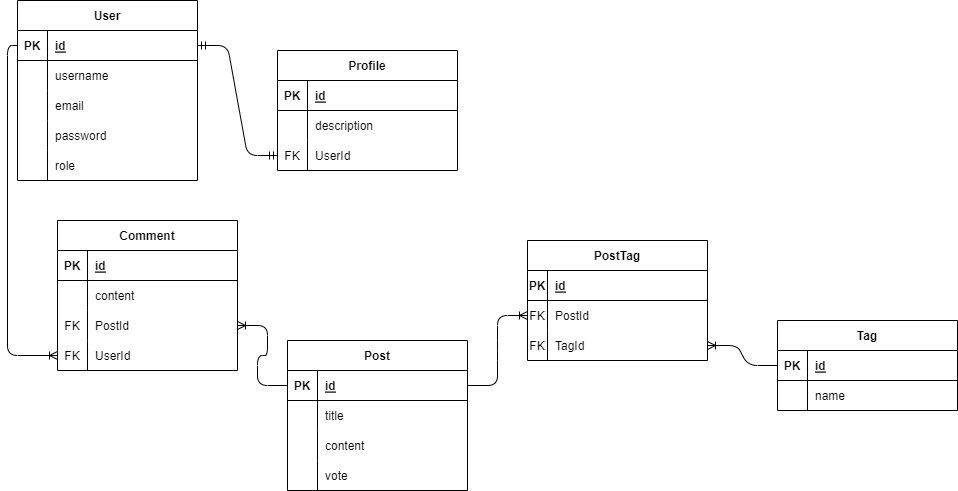 User
PK id
username
email
password
role
Profile
PK id
description
FK UserId
Comment
PK id
content
FK PostId
FK UserId
Post
PK id
title
content
vote
PostTag
PK id
FK PostId
FK TagId
Tag
PK id
name